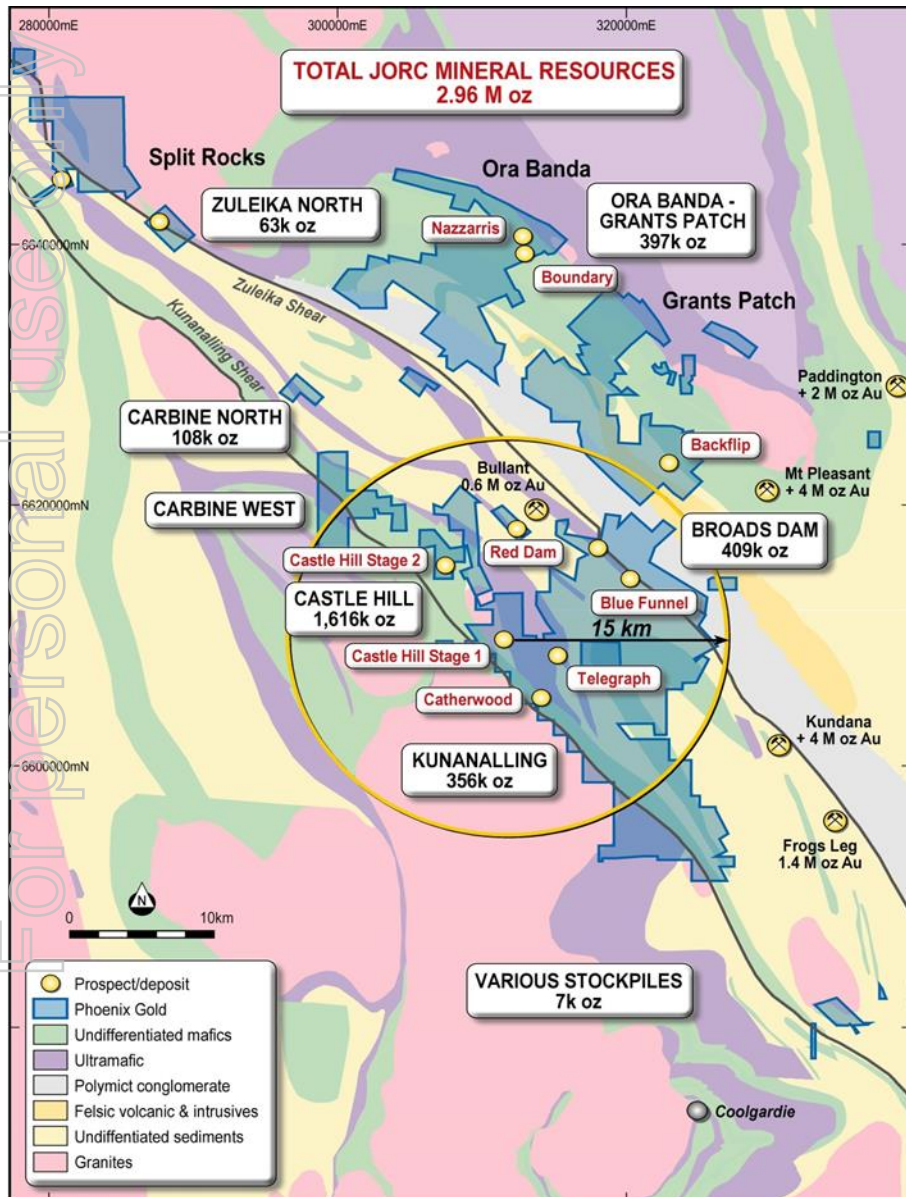 280000mE
300000mE
320000mE
TOTAL JORC MINERAL RESOURCES
2.96 M oz
Split Rocks
Ora Banda
ZULEIKA NORTH
63k oz
ORA BANDA -
GRANTS PATCH
397k oz
Nazzarris
6640000mN
Boundary
Zuleika Shear
Kunanalling Shear
Grants Patch
Paddington
+ 2 M oz Au
CARBINE NORTH
108k oz
Backflip
Bullant
0.6 M oz Au
Mt Pleasant
+ 4 M oz Au
6620000mN
CARBINE WEST
BROADS DAM
409k oz
Red Dam
Castle Hill Stage 2
Blue Funnel
CASTLE HILL
1,616k oz
15 km
Castle Hill Stage 1
Telegraph
Catherwood
Kundana
+ 4 M oz Au
KUNANALLING
356k oz
6600000mN
Frogs Leg
1.4 M oz Au
N
0
10km
VARIOUS STOCKPILES
7k oz
Prospect/deposit
Phoenix Gold
Undifferentiated mafics
Ultramafic
Polymict conglomerate
Felsic volcanic & intrusives
Undiffentiated sediments
Granites
Coolgardie
For personal use only